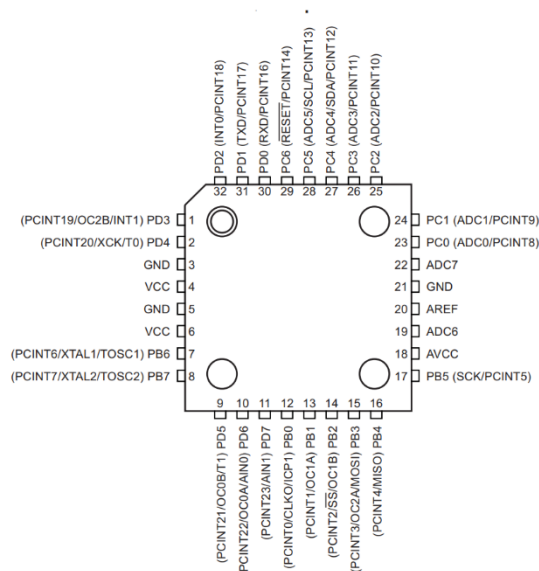 PD2 (INT0/PCINT18)
PD1 (TXD/PCINT17)
PD0 (RXD/PCINT16)
PC6 (RESET/PCINT14)
PC5 (ADC5/SCL/PCINT13)
PC4 (ADC4/SDA/PCINT12)
PC3 (ADC3/PCINT11)
PC2 (ADC2/PCINT10)
32 31 30 29 28 27 26 25
(PCINT19/OC2B/INT1) PD3 1
(PCINT20/XCK/T0) PD4 2
GND 3
VCC 4
GND 5
VCC 6
(PCINT6/XTAL1/TOSC1) PB6 7
(PCINT7/XTAL2/TOSC2) PB7 8
24 PC1 (ADC1/PCINT9)
23 PC0 (ADC0/PCINT8)
22 ADC7
21 GND
20 AREF
19 ADC6
18 AVCC
17 PB5 (SCK/PCINT5)
9 10 11 12 13 14 15 16
(PCINT21/OC0B/T1) PD5
(PCINT22/OC0A/AIN0) PD6
(PCINT23/AIN1) PD7
(PCINT0/CLKO/ICP1) PB0
(PCINT1/OC1A) PB1
(PCINT2/SS/OC1B) PB2
(PCINT3/OC2A/MOSI) PB3
(PCINT4/MISO) PB4